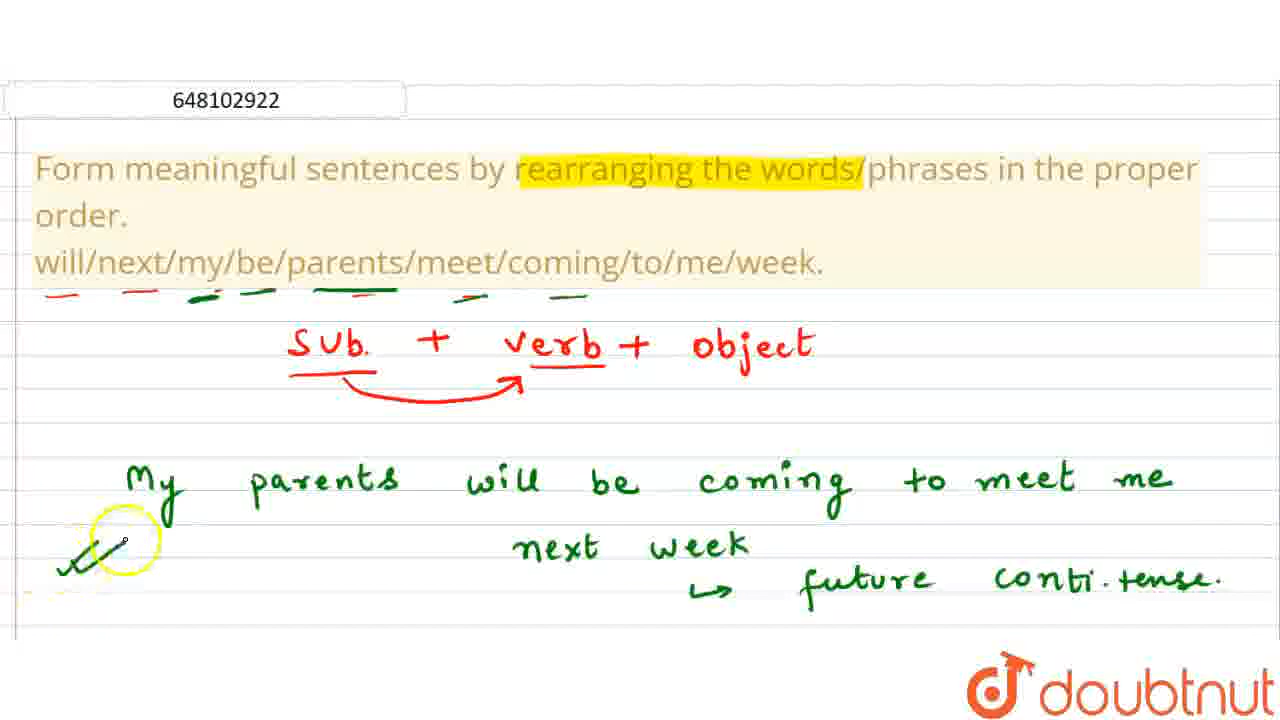 648102922
Form meaningful sentences by rearranging the words/phrases in the proper
order.
will/next/my/be/parents/meet/coming/to/me/week.
Sub. + verb + object
My parents will be coming to meet me
next week
↳ future conti. tense.
doubtnut